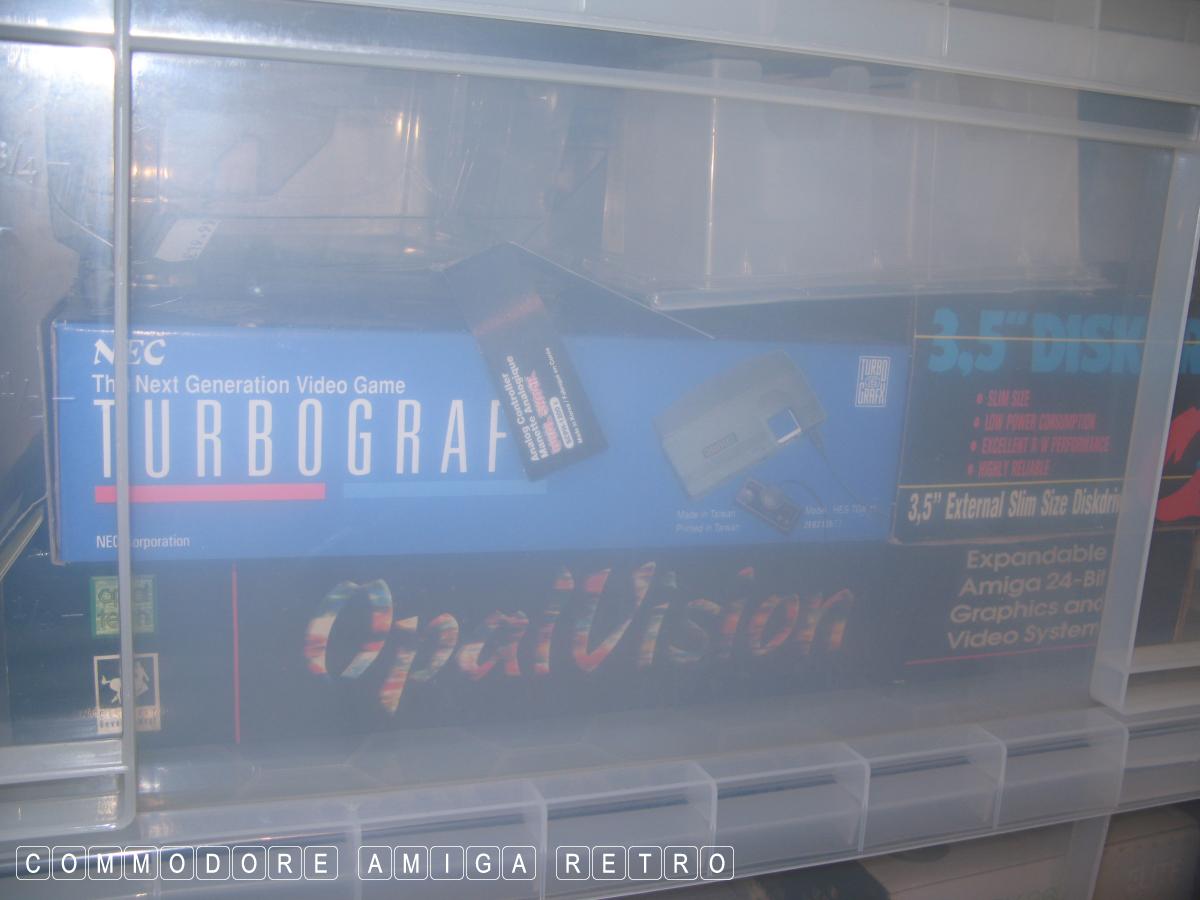 NEC
The Next Generation Video Game
TURBOGRAF
NEC Corporation
Analog Controller
Manette Analogique
TURBO
GRAFX
Made in Taiwan
Printed in Taiwan
3,5" DISK
• SLIM SIZE
• LOW POWER CONSUMPTION
• EXCELLENT R/W PERFORMANCE
• HIGHLY RELIABLE
3,5" External Slim Size Diskdriv
OpalVision
Expandable
Amiga 24-Bit
Graphics and
Video System
COMMODORE AMIGA RETRO